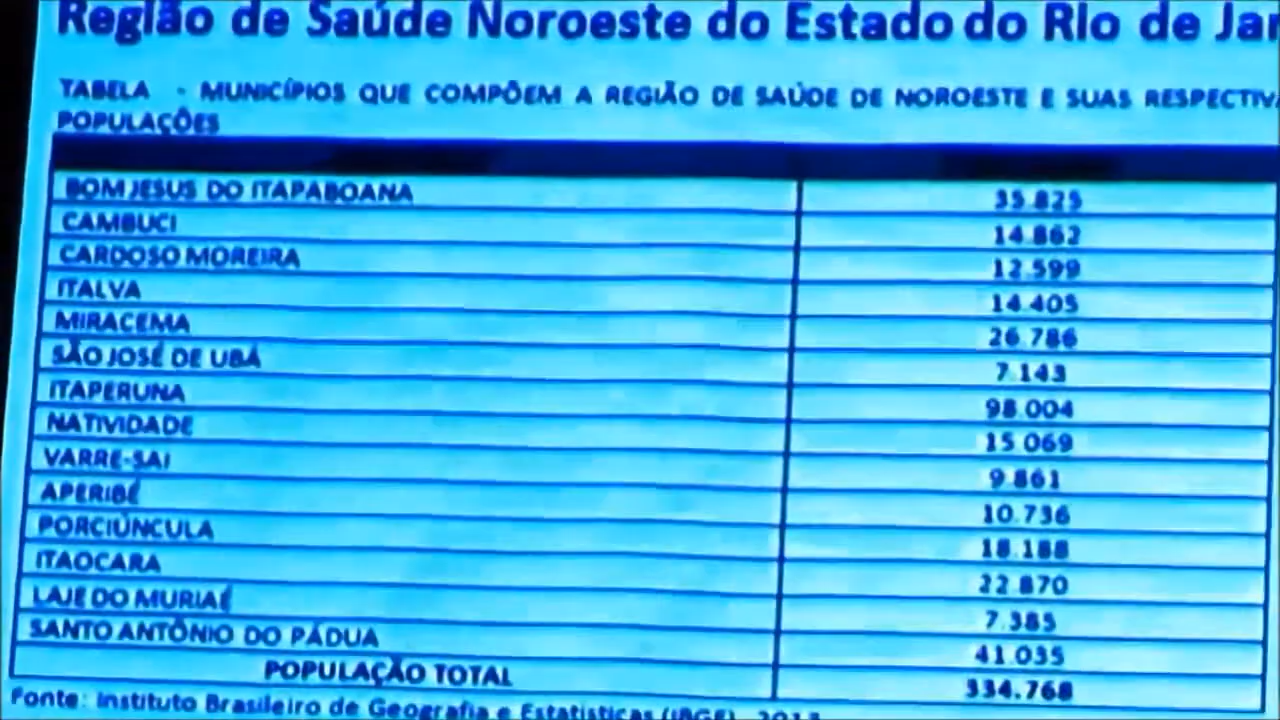 Região de Saúde Noroeste do Estado do Rio de Jan
TABELA - MUNICÍPIOS QUE COMPÕEM A REGIÃO DE SAÚDE DE NOROESTE E SUAS RESPECTIVA
POPULAÇÕES
BOM JESUS DO ITAPABOANA 35.825
CAMBUCI 14.862
CARDOSO MOREIRA 12.599
ITALVA 14.405
MIRACEMA 26.786
SÃO JOSÉ DE UBÁ 7.143
ITAPERUNA 98.004
NATIVIDADE 15.069
VARRE-SAI 9.861
APERIBÉ 10.736
PORCIÚNCULA 18.188
ITAOCARA 22.870
LAJE DO MURIAÉ 7.385
SANTO ANTÔNIO DO PÁDUA 41.035
POPULAÇÃO TOTAL 334.768
Fonte: Instituto Brasileiro de Geografia e Estatísticas (IBGE),